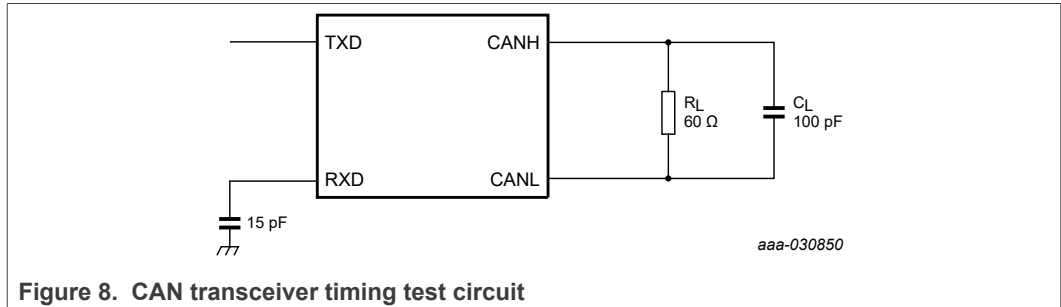 TXD CANH
RL
60 Ω
CL
100 pF
RXD CANL
15 pF
aaa-030850
Figure 8. CAN transceiver timing test circuit